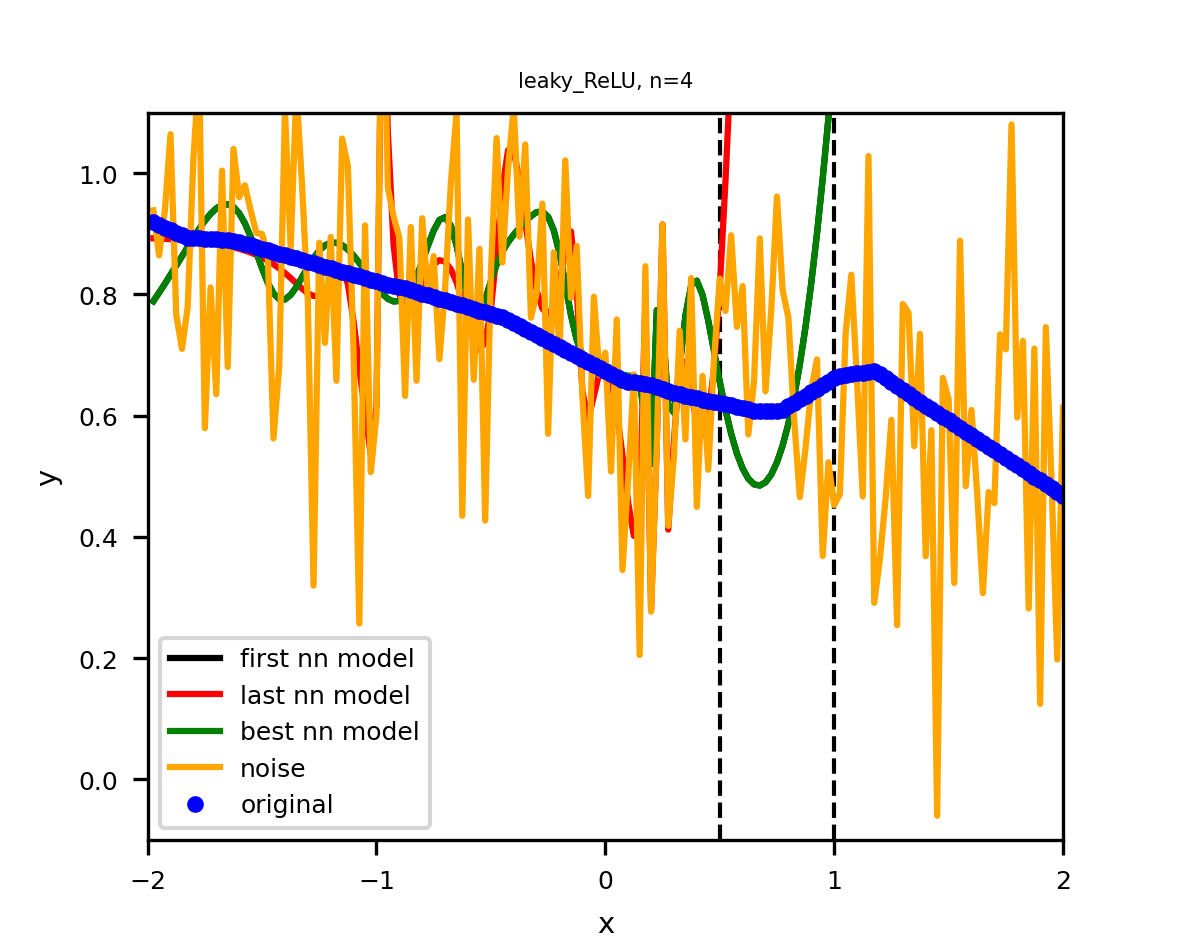 leaky_ReLU, n=4
1.0
0.8
0.6
0.4
0.2
0.0
y
first nn model
last nn model
best nn model
noise
original
−2
−1
0
1
2
x